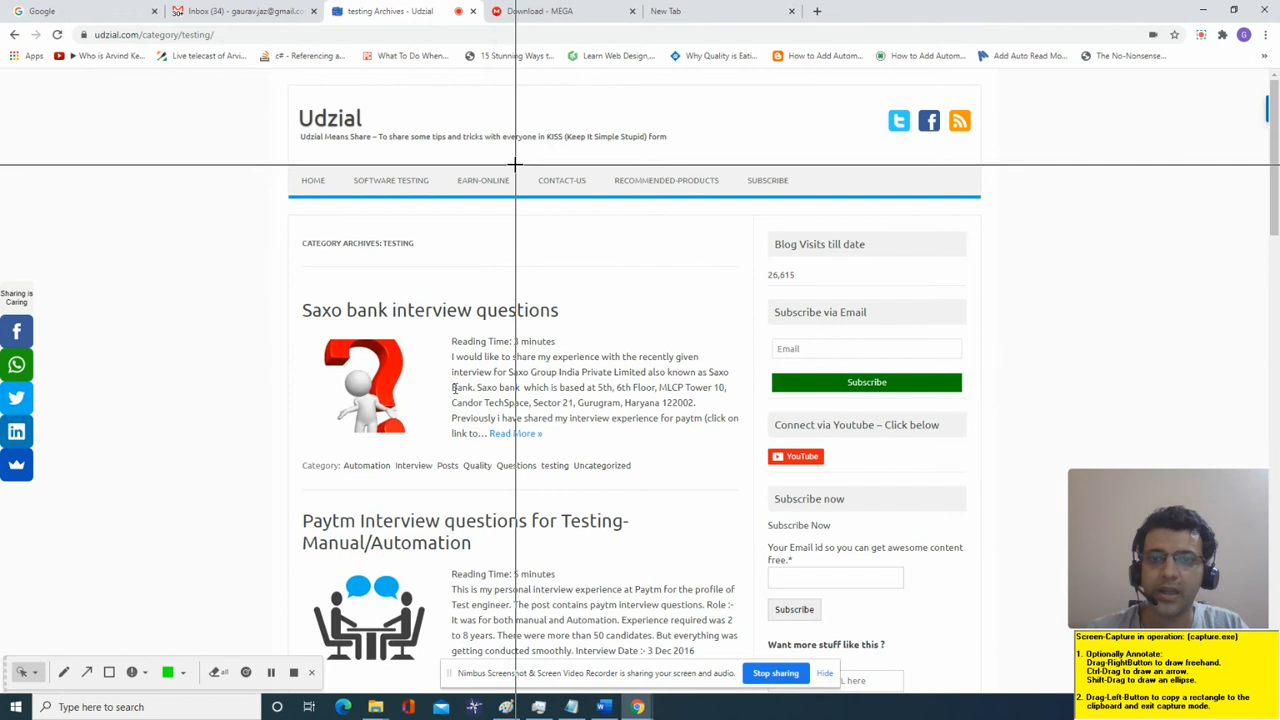 Google
Inbox (34) - gaurav.jaz@gmail.co
testing Archives - Udzial
Download - MEGA
New Tab
udzial.com/category/testing/
G
Apps
Who is Arvind Ke...
Live telecast of Arvi...
c# - Referencing a...
What To Do When...
15 Stunning Ways t...
Learn Web Design,...
Why Quality is Eati...
How to Add Autom...
How to Add Autom...
Add Auto Read Mo...
The No-Nonsense...
Udzial
Udzial Means Share – To share some tips and tricks with everyone in KISS (Keep It Simple Stupid) form
HOME
SOFTWARE TESTING
EARN-ONLINE
CONTACT-US
RECOMMENDED-PRODUCTS
SUBSCRIBE
CATEGORY ARCHIVES: TESTING
Sharing is
Caring
Saxo bank interview questions
Reading Time: 3 minutes
I would like to share my experience with the recently given
interview for Saxo Group India Private Limited also known as Saxo
Bank. Saxo bank which is based at 5th, 6th Floor, MLCP Tower 10,
Candor TechSpace, Sector 21, Gurugram, Haryana 122002.
Previously i have shared my interview experience for paytm (click on
link to... Read More »
Category: Automation Interview Posts Quality Questions testing Uncategorized
Paytm Interview questions for Testing-
Manual/Automation
Reading Time: 5 minutes
This is my personal interview experience at Paytm for the profile of
Test engineer. The post contains paytm interview questions. Role :-
It was for both manual and Automation. Experience required was 2
to 8 years. There were more than 50 candidates. But everything was
getting conducted smoothly. Interview Date :- 3 Dec 2016
Blog Visits till date
26,615
Subscribe via Email
Email
Subscribe
Connect via Youtube – Click below
YouTube
Subscribe now
Subscribe Now
Your Email id so you can get awesome content
free.*
Subscribe
Want more stuff like this ?
l here
all
Nimbus Screenshot & Screen Video Recorder is sharing your screen and audio.
Stop sharing
Hide
Screen-Capture in operation: (capture.exe)
1. Optionally Annotate:
Drag-RightButton to draw freehand.
Ctrl-Drag to draw an arrow.
Shift-Drag to draw an ellipse.
2. Drag-Left-Button to copy a rectangle to the
clipboard and exit capture mode.
Type here to search